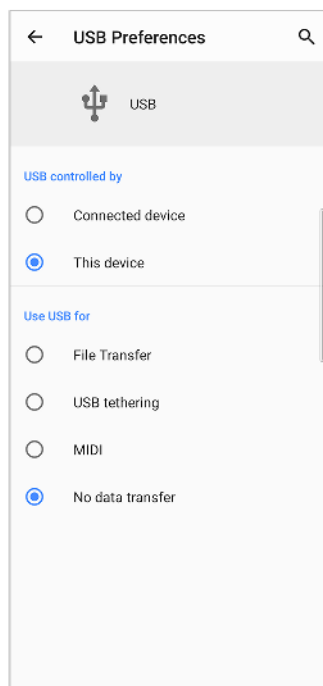 USB Preferences
USB
USB controlled by
Connected device
This device
Use USB for
File Transfer
USB tethering
MIDI
No data transfer